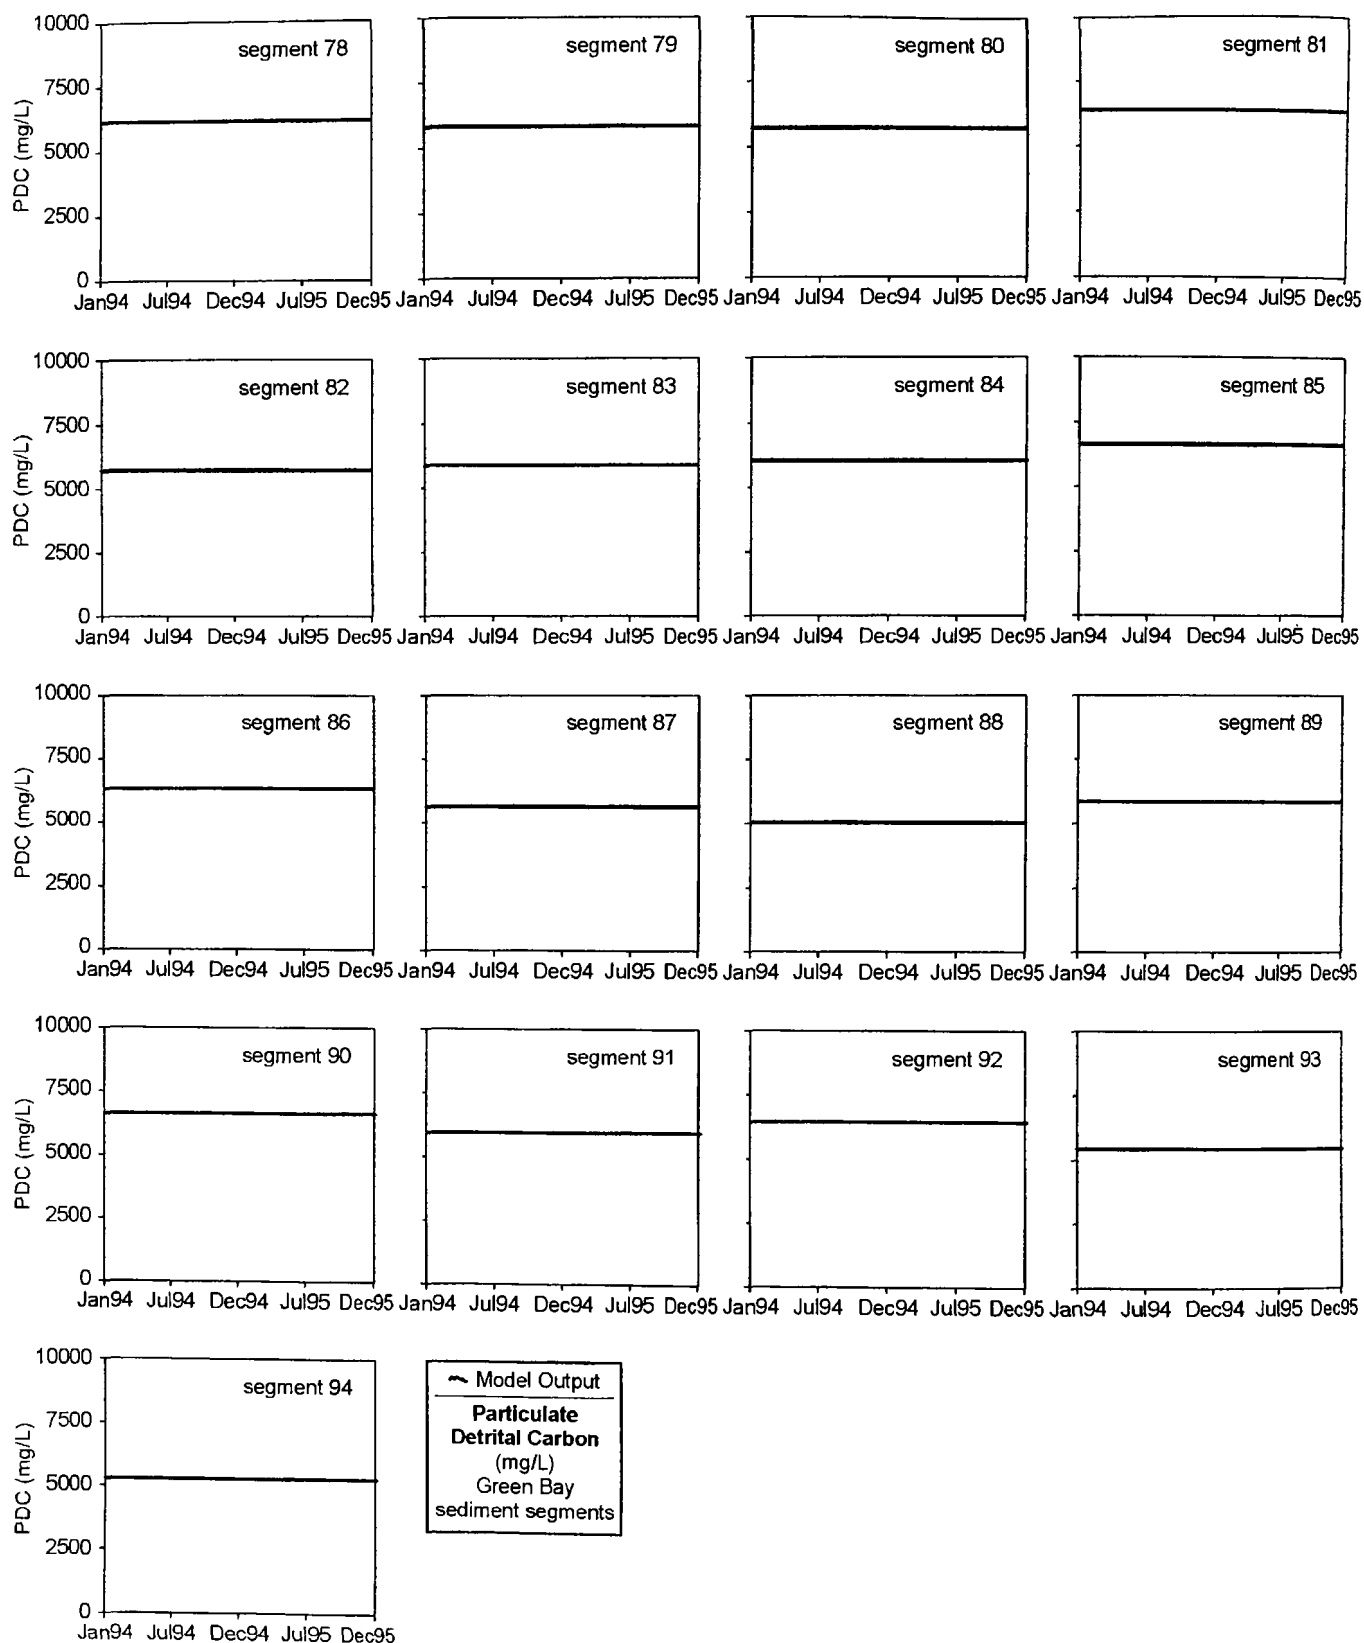 segment 78
segment 79
segment 80
segment 81
PDC (mg/L)
10000
7500
5000
2500
0
Jan94 Jul94 Dec94 Jul95 Dec95 Jan94 Jul94 Dec94 Jul95 Dec95 Jan94 Jul94 Dec94 Jul95 Dec95 Jan94 Jul94 Dec94 Jul95 Dec95
segment 82
segment 83
segment 84
segment 85
PDC (mg/L)
10000
7500
5000
2500
0
Jan94 Jul94 Dec94 Jul95 Dec95 Jan94 Jul94 Dec94 Jul95 Dec95 Jan94 Jul94 Dec94 Jul95 Dec95 Jan94 Jul94 Dec94 Jul95 Dec95
segment 86
segment 87
segment 88
segment 89
PDC (mg/L)
10000
7500
5000
2500
0
Jan94 Jul94 Dec94 Jul95 Dec95 Jan94 Jul94 Dec94 Jul95 Dec95 Jan94 Jul94 Dec94 Jul95 Dec95 Jan94 Jul94 Dec94 Jul95 Dec95
segment 90
segment 91
segment 92
segment 93
PDC (mg/L)
10000
7500
5000
2500
0
Jan94 Jul94 Dec94 Jul95 Dec95 Jan94 Jul94 Dec94 Jul95 Dec95 Jan94 Jul94 Dec94 Jul95 Dec95 Jan94 Jul94 Dec94 Jul95 Dec95
segment 94
PDC (mg/L)
10000
7500
5000
2500
0
Jan94 Jul94 Dec94 Jul95 Dec95
Model Output
Particulate
Detrital Carbon
(mg/L)
Green Bay
sediment segments